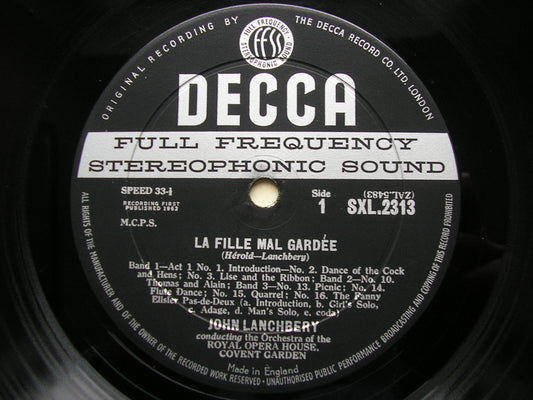 ORIGINAL RECORDING BY THE DECCA RECORD CO. LTD. LONDON
FULL FREQUENCY
ffss
STEREOPHONIC SOUND
DECCA
FULL FREQUENCY
STEREOPHONIC SOUND
SPEED 33⅓
RECORDING FIRST
PUBLISHED 1962
M.C.P.S.
Side
1
(ZAL.5483)
SXL.2313
LA FILLE MAL GARDÉE
(Hérold—Lanchbery)
Band 1—Act 1 No. 1. Introduction—No. 2. Dance of the Cock
and Hens; No. 3. Lise and the Ribbon; Band 2—No. 10.
Thomas and Alain; Band 3—No. 13. Picnic; No. 14.
Flute Dance; No. 15. Quarrel; No. 16. The Fanny
Elisler Pas-de-Deux (a. Introduction, b. Girl's Solo,
c. Adage, d. Man's Solo, e. coda)
JOHN LANCHBERY
conducting the Orchestra of the
ROYAL OPERA HOUSE,
COVENT GARDEN
Made in England
ALL RIGHTS OF THE MANUFACTURER AND OF THE OWNER OF THE RECORDED WORK RESERVED - UNAUTHORISED PUBLIC PERFORMANCE BROADCASTING AND COPYING OF THIS RECORD PROHIBITED